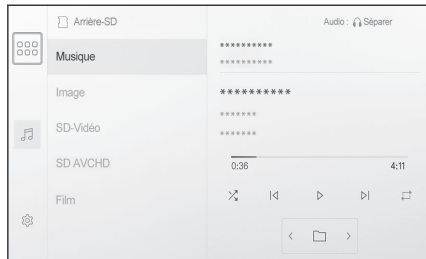 Arrière-SD
Audio : Séparer
Musique
Image
SD-Vidéo
SD AVCHD
Film
**********
**********
**********
*******
*******
0:36
4:11